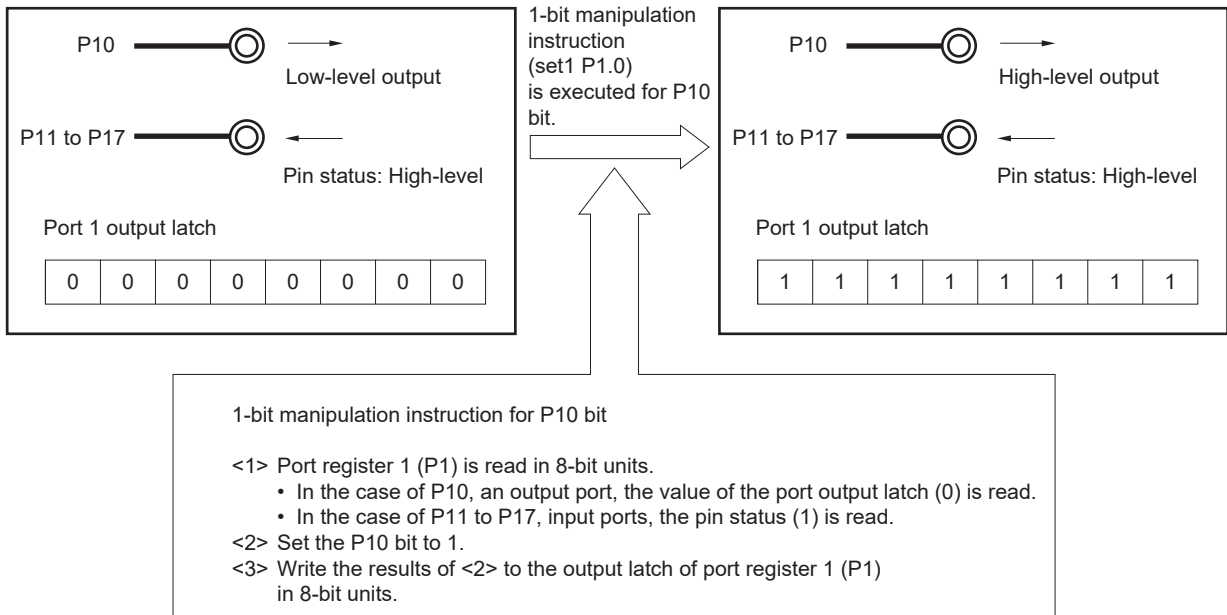 P10
Low-level output
P11 to P17
Pin status: High-level
Port 1 output latch
0 0 0 0 0 0 0 0
1-bit manipulation
instruction
(set1 P1.0)
is executed for P10
bit.
P10
High-level output
P11 to P17
Pin status: High-level
Port 1 output latch
1 1 1 1 1 1 1 1
1-bit manipulation instruction for P10 bit
<1> Port register 1 (P1) is read in 8-bit units.
• In the case of P10, an output port, the value of the port output latch (0) is read.
• In the case of P11 to P17, input ports, the pin status (1) is read.
<2> Set the P10 bit to 1.
<3> Write the results of <2> to the output latch of port register 1 (P1)
in 8-bit units.